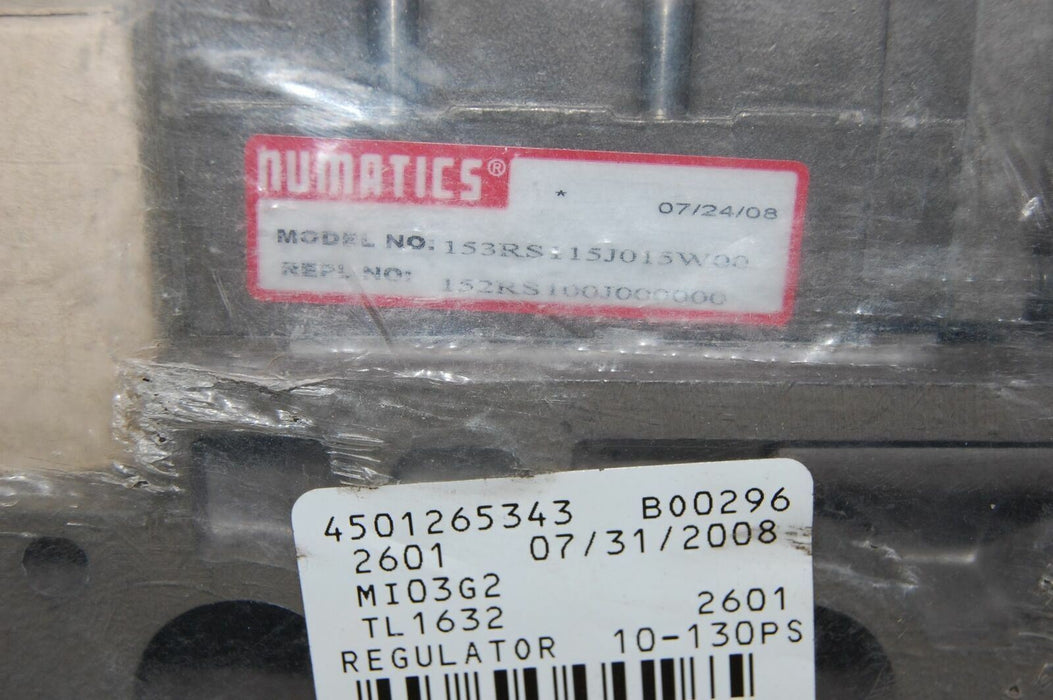 NUMATICS®
* 07/24/08
MODEL NO: 153RS115J015W00
REPL NO: 152RS100J000000
4501265343 B00296
2601 07/31/2008
MI03G2
TL1632 2601
REGULATOR 10-130PS